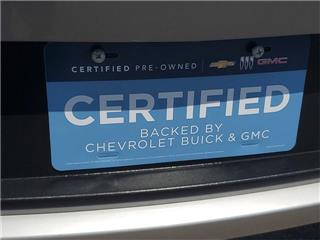 CERTIFIED PRE-OWNED GMC
CERTIFIED
BACKED BY
CHEVROLET BUICK & GMC